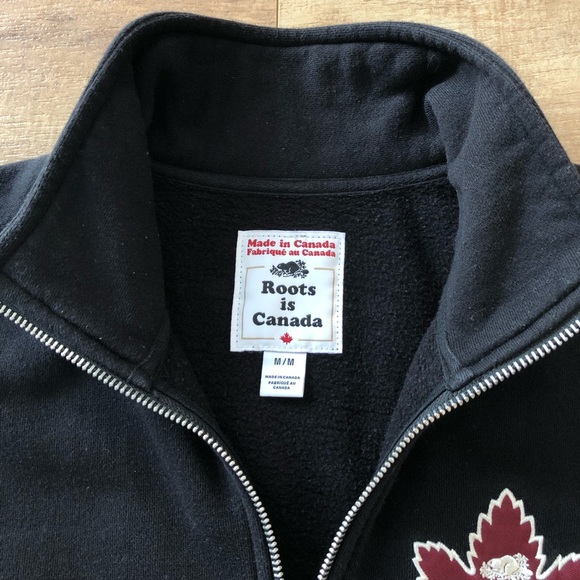 Made in Canada
Fabriqué au Canada
Roots
is
Canada
M/M
MADE IN CANADA
FABRIQUÉ AU
CANADA